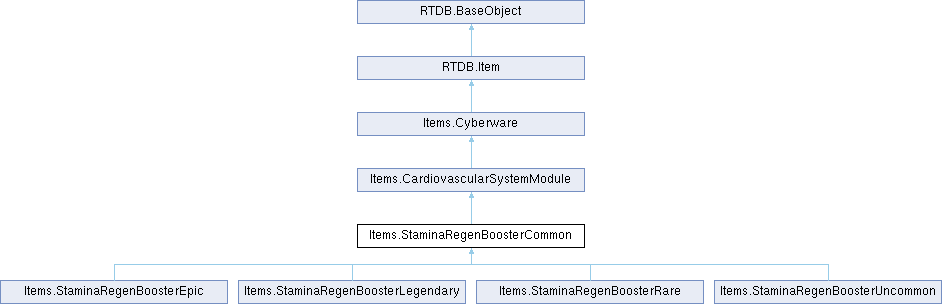 RTDB.BaseObject
RTDB.Item
Items.Cyberware
Items.CardiovascularSystemModule
Items.StaminaRegenBoosterCommon
Items.StaminaRegenBoosterEpic
Items.StaminaRegenBoosterLegendary
Items.StaminaRegenBoosterRare
Items.StaminaRegenBoosterUncommon